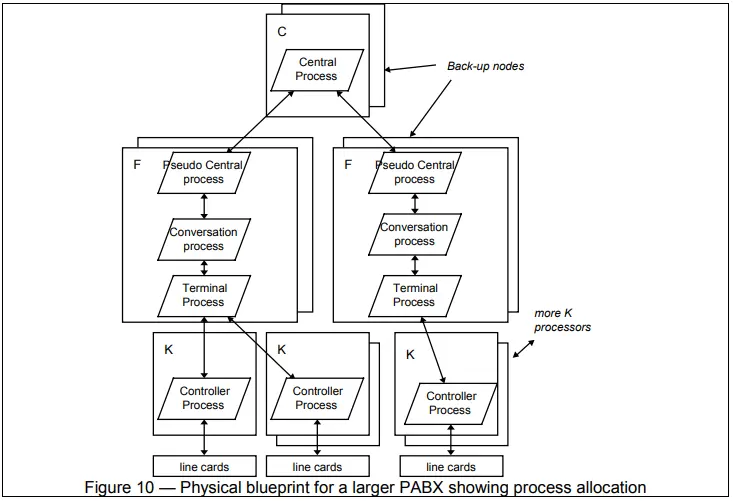 C
Central
Process
Back-up nodes
F
Pseudo Central
process
F
Pseudo Central
process
Conversation
process
Conversation
process
Terminal
Process
Terminal
Process
more K
processors
K
K
K
Controller
Process
Controller
Process
Controller
Process
line cards
line cards
line cards
Figure 10 — Physical blueprint for a larger PABX showing process allocation